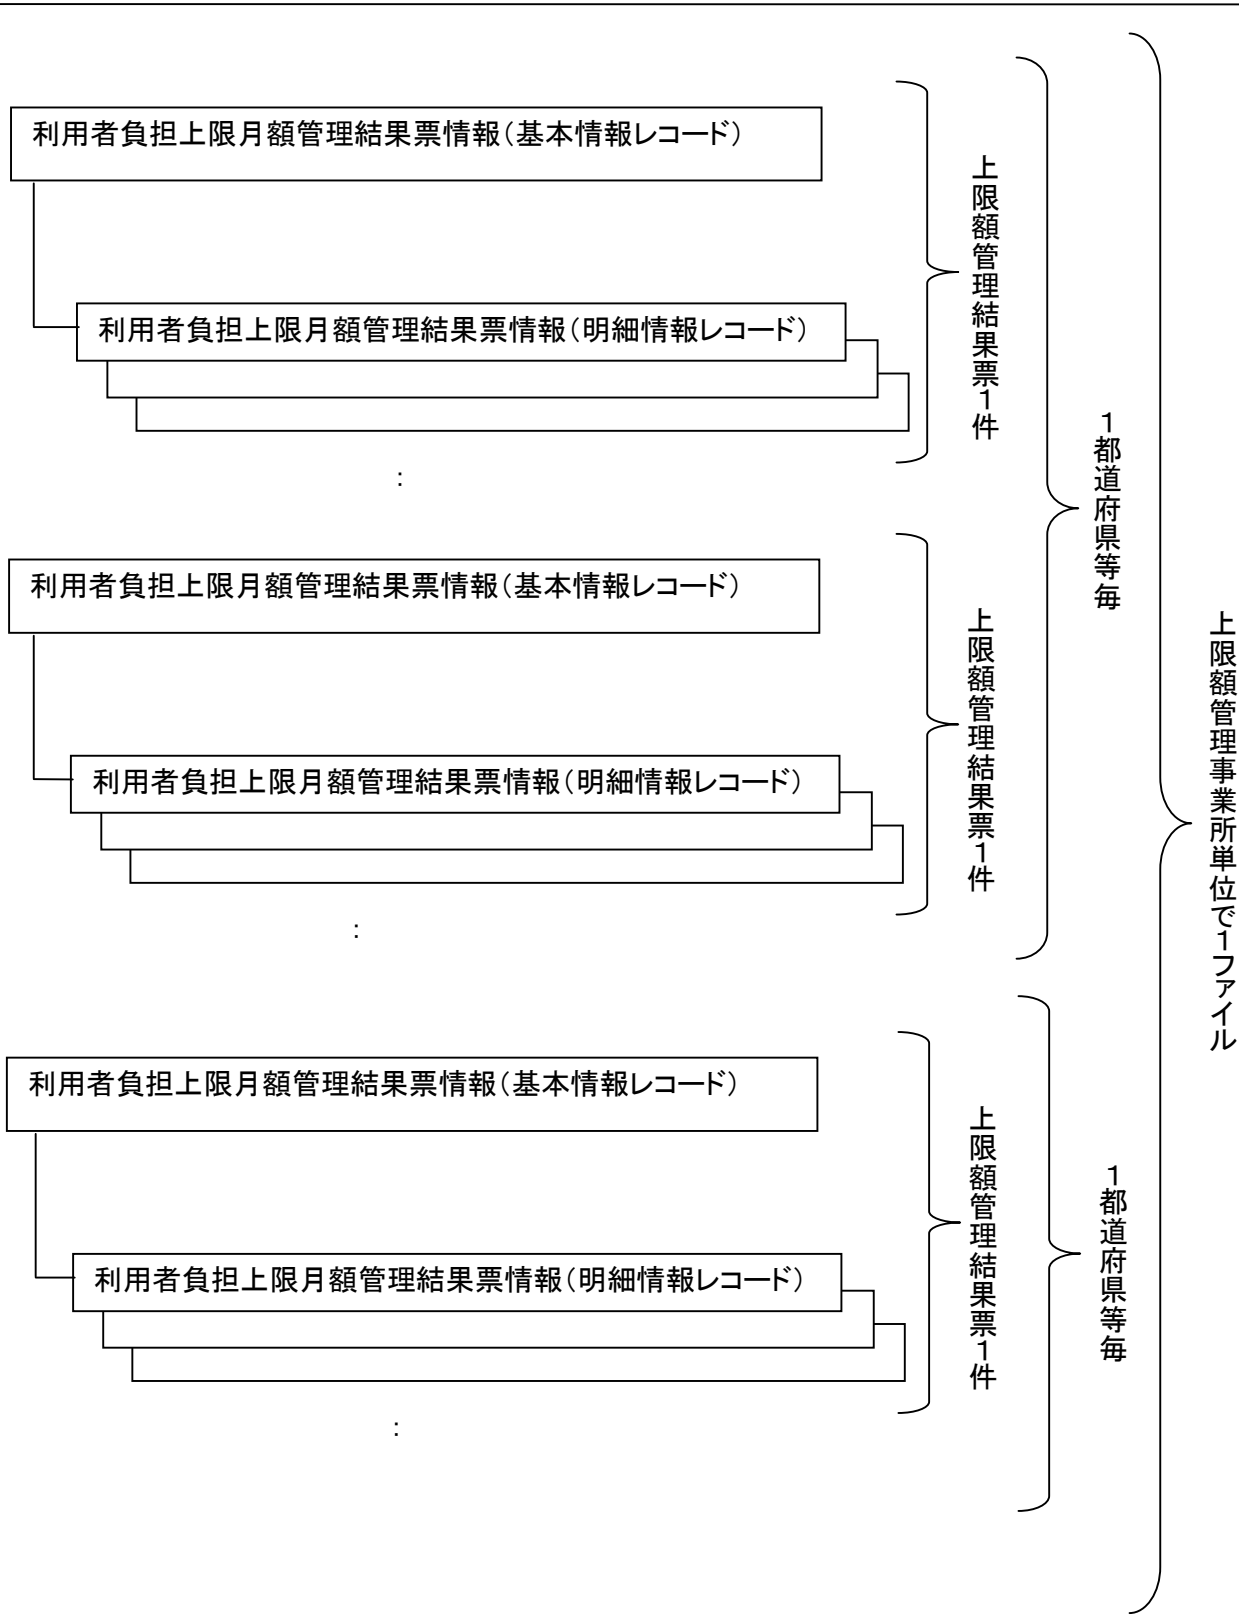 利用者負担上限月額管理結果票情報（基本情報レコード）
利用者負担上限月額管理結果票情報（明細情報レコード）
：
上限額管理結果票１件
利用者負担上限月額管理結果票情報（基本情報レコード）
利用者負担上限月額管理結果票情報（明細情報レコード）
：
上限額管理結果票１件
１都道府県等毎
利用者負担上限月額管理結果票情報（基本情報レコード）
利用者負担上限月額管理結果票情報（明細情報レコード）
：
上限額管理結果票１件
１都道府県等毎
上限額管理事業所単位で１ファイル